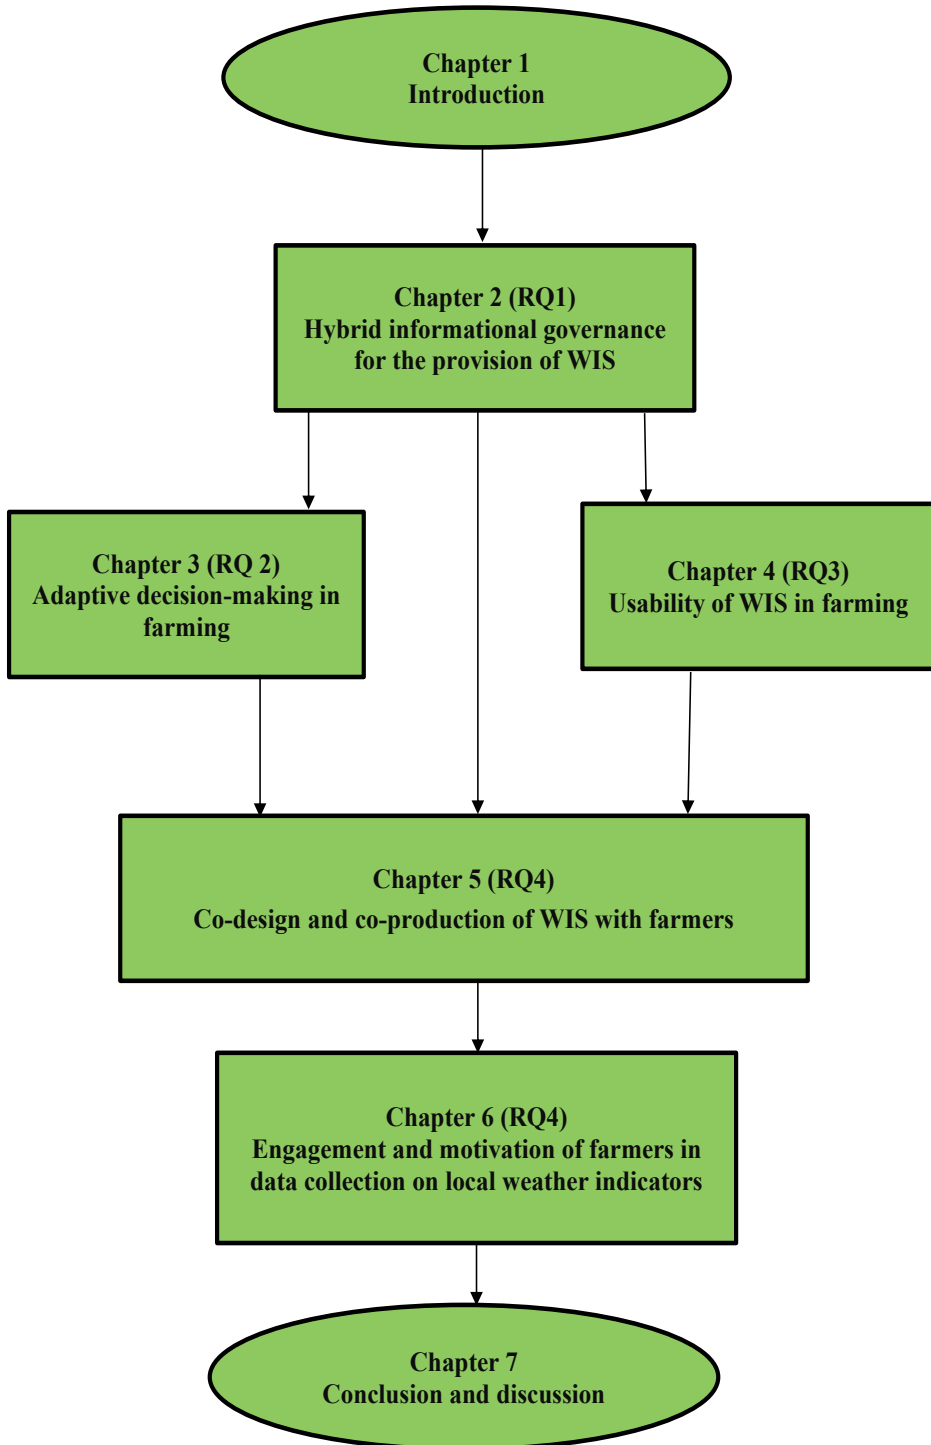 Chapter 1
Introduction
Chapter 2 (RQ1)
Hybrid informational governance
for the provision of WIS
Chapter 3 (RQ 2)
Adaptive decision-making in
farming
Chapter 4 (RQ3)
Usability of WIS in farming
Chapter 5 (RQ4)
Co-design and co-production of WIS with farmers
Chapter 6 (RQ4)
Engagement and motivation of farmers in
data collection on local weather indicators
Chapter 7
Conclusion and discussion